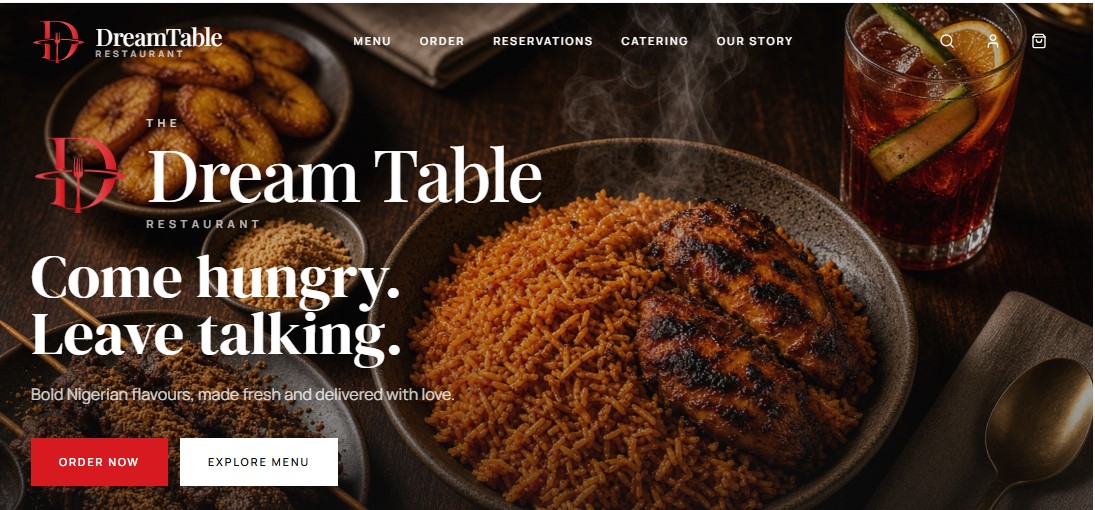 DreamTable
RESTAURANT
MENU
ORDER
RESERVATIONS
CATERING
OUR STORY
THE
Dream Table
RESTAURANT
Come hungry.
Leave talking.
Bold Nigerian flavours, made fresh and delivered with love.
ORDER NOW
EXPLORE MENU